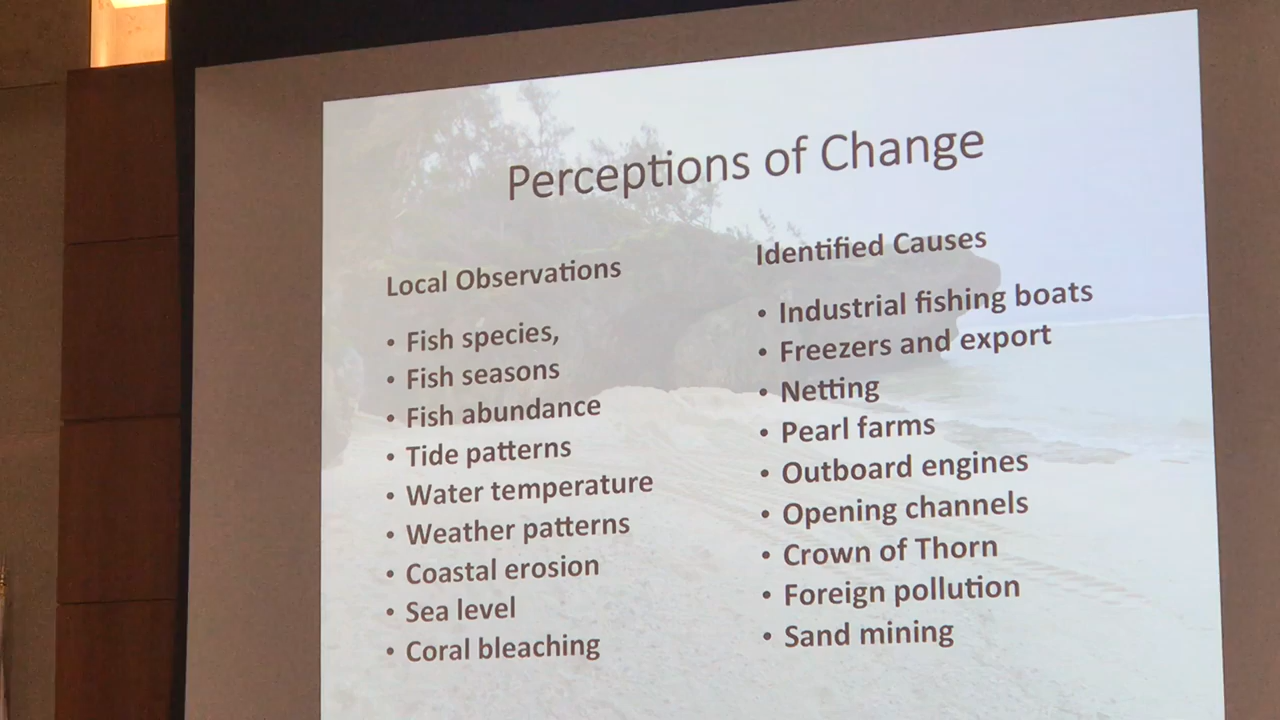 Perceptions of Change
Local Observations
• Fish species,
• Fish seasons
• Fish abundance
• Tide patterns
• Water temperature
• Weather patterns
• Coastal erosion
• Sea level
• Coral bleaching
Identified Causes
• Industrial fishing boats
• Freezers and export
• Netting
• Pearl farms
• Outboard engines
• Opening channels
• Crown of Thorn
• Foreign pollution
• Sand mining